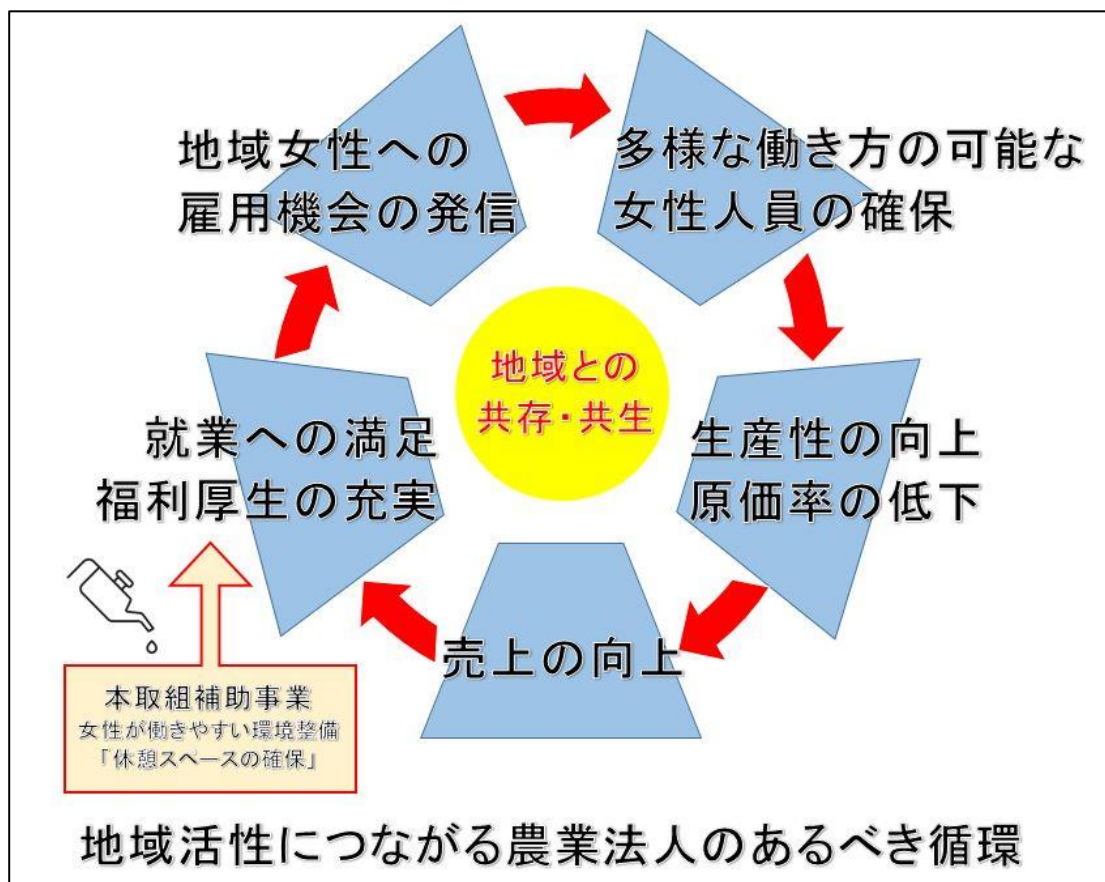 地域女性への
雇用機会の発信
多様な働き方の可能な
女性人員の確保
地域との
共存・共生
就業への満足
福利厚生の充実
生産性の向上
原価率の低下
売上の向上
本取組補助事業
女性が働きやすい環境整備
「休憩スペースの確保」
地域活性につながる農業法人のあるべき循環